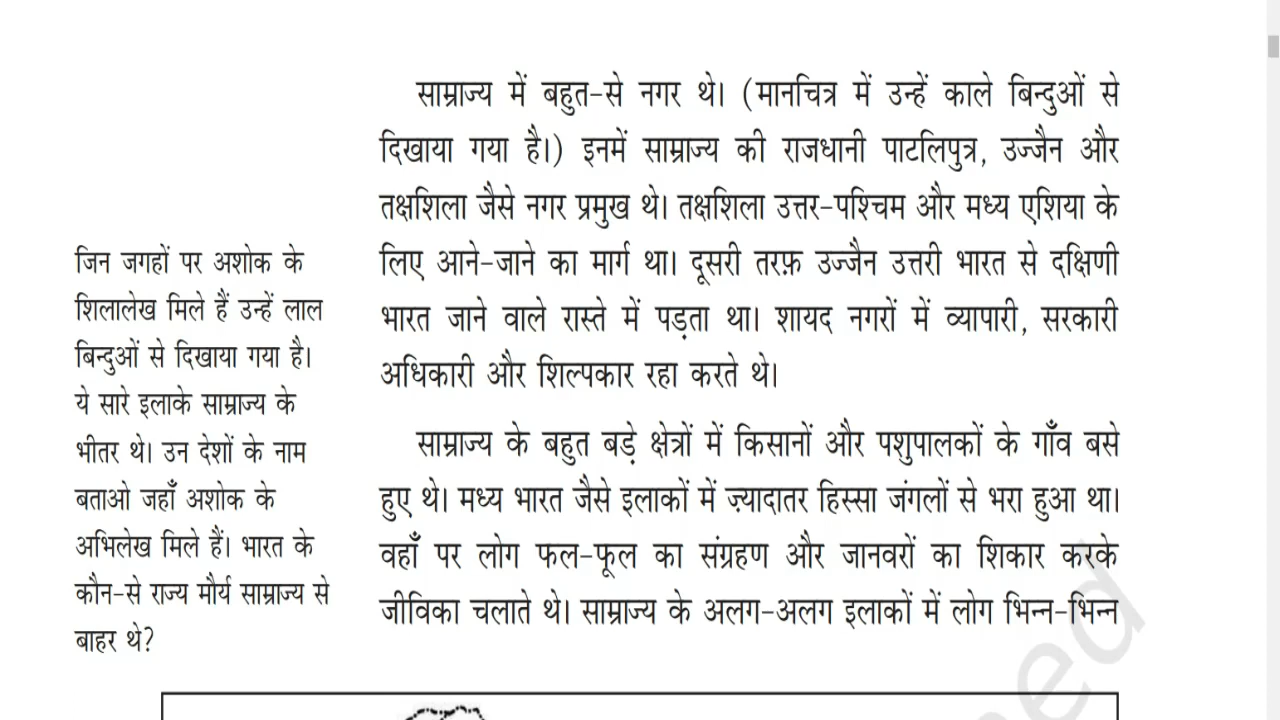 साम्राज्य में बहुत-से नगर थे। (मानचित्र में उन्हें काले बिन्दुओं से
दिखाया गया है।) इनमें साम्राज्य की राजधानी पाटलिपुत्र, उज्जैन और
तक्षशिला जैसे नगर प्रमुख थे। तक्षशिला उत्तर-पश्चिम और मध्य एशिया के
लिए आने-जाने का मार्ग था। दूसरी तरफ़ उज्जैन उत्तरी भारत से दक्षिणी
भारत जाने वाले रास्ते में पड़ता था। शायद नगरों में व्यापारी, सरकारी
अधिकारी और शिल्पकार रहा करते थे।
साम्राज्य के बहुत बड़े क्षेत्रों में किसानों और पशुपालकों के गाँव बसे
हुए थे। मध्य भारत जैसे इलाकों में ज़्यादातर हिस्सा जंगलों से भरा हुआ था।
वहाँ पर लोग फल-फूल का संग्रहण और जानवरों का शिकार करके
जीविका चलाते थे। साम्राज्य के अलग-अलग इलाकों में लोग भिन्न-भिन्न
जिन जगहों पर अशोक के
शिलालेख मिले हैं उन्हें लाल
बिन्दुओं से दिखाया गया है।
ये सारे इलाके साम्राज्य के
भीतर थे। उन देशों के नाम
बताओ जहाँ अशोक के
अभिलेख मिले हैं। भारत के
कौन-से राज्य मौर्य साम्राज्य से
बाहर थे?